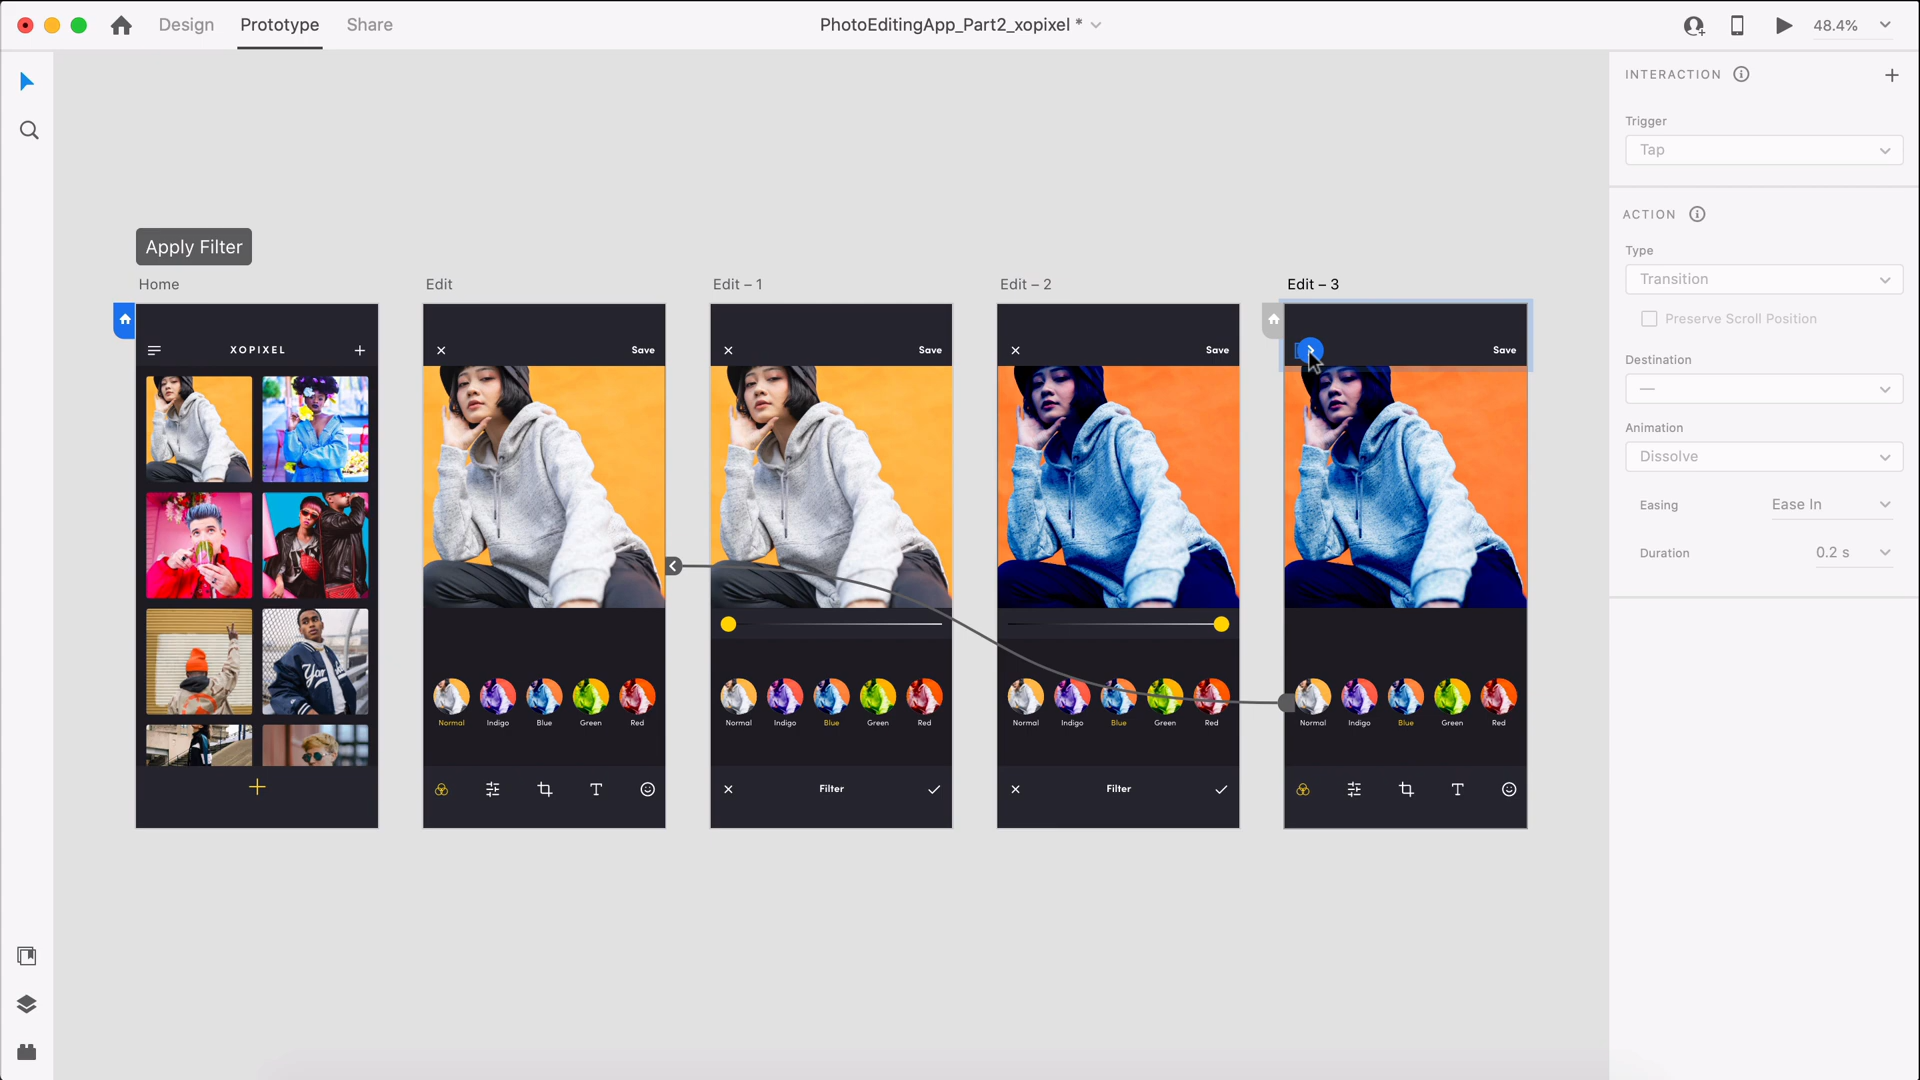 Design
Prototype
Share
PhotoEditingApp_Part2_xopixel *
48.4%
INTERACTION
Trigger
Tap
ACTION
Type
Transition
Preserve Scroll Position
Destination
—
Animation
Dissolve
Easing
Ease In
Duration
0.2 s
Apply Filter
Home
XOPIXEL
Edit
Save
Normal
Indigo
Blue
Green
Red
Edit – 1
Save
Normal
Indigo
Blue
Green
Red
Filter
Edit – 2
Save
Normal
Indigo
Blue
Green
Red
Filter
Edit – 3
Save
Normal
Indigo
Blue
Green
Red